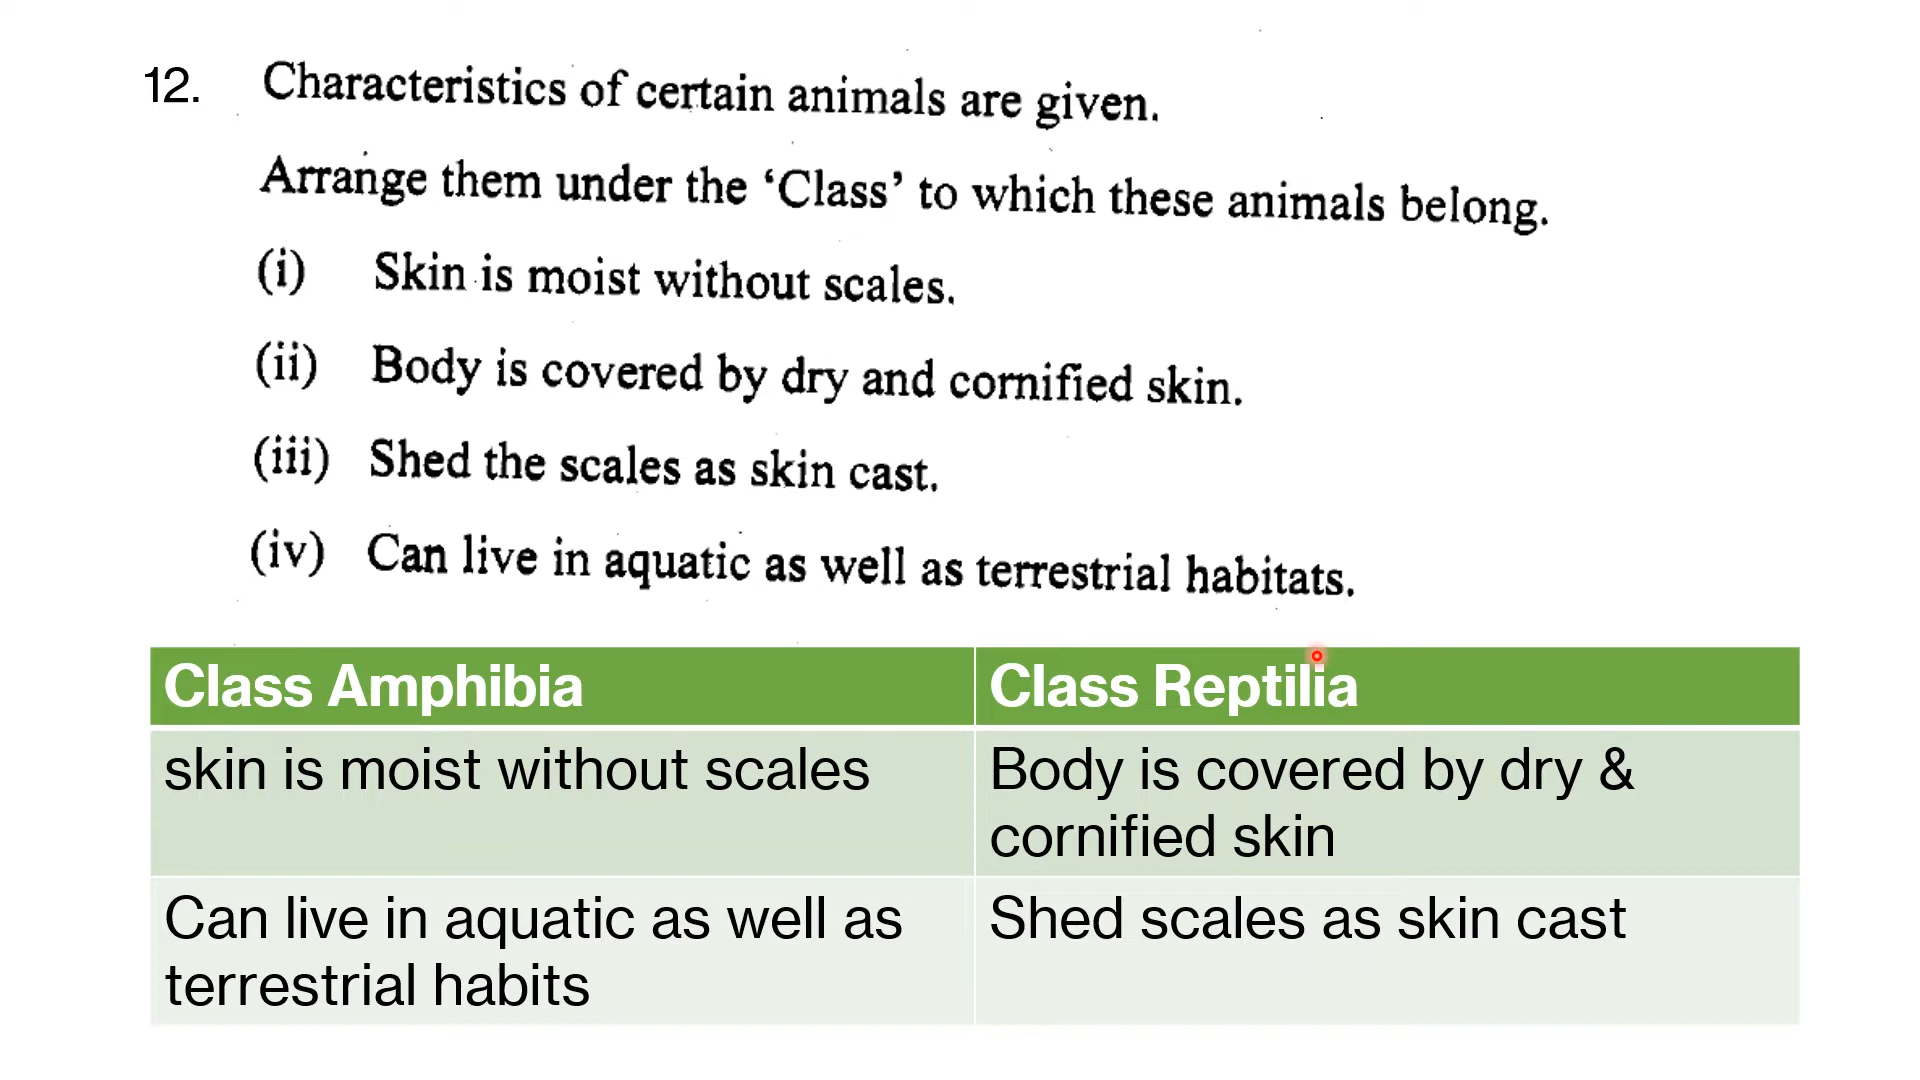 12. Characteristics of certain animals are given.
Arrange them under the ‘Class’ to which these animals belong.
(i) Skin is moist without scales.
(ii) Body is covered by dry and cornified skin.
(iii) Shed the scales as skin cast.
(iv) Can live in aquatic as well as terrestrial habitats.
Class Amphibia
Class Reptilia
skin is moist without scales
Body is covered by dry &
cornified skin
Can live in aquatic as well as
terrestrial habits
Shed scales as skin cast